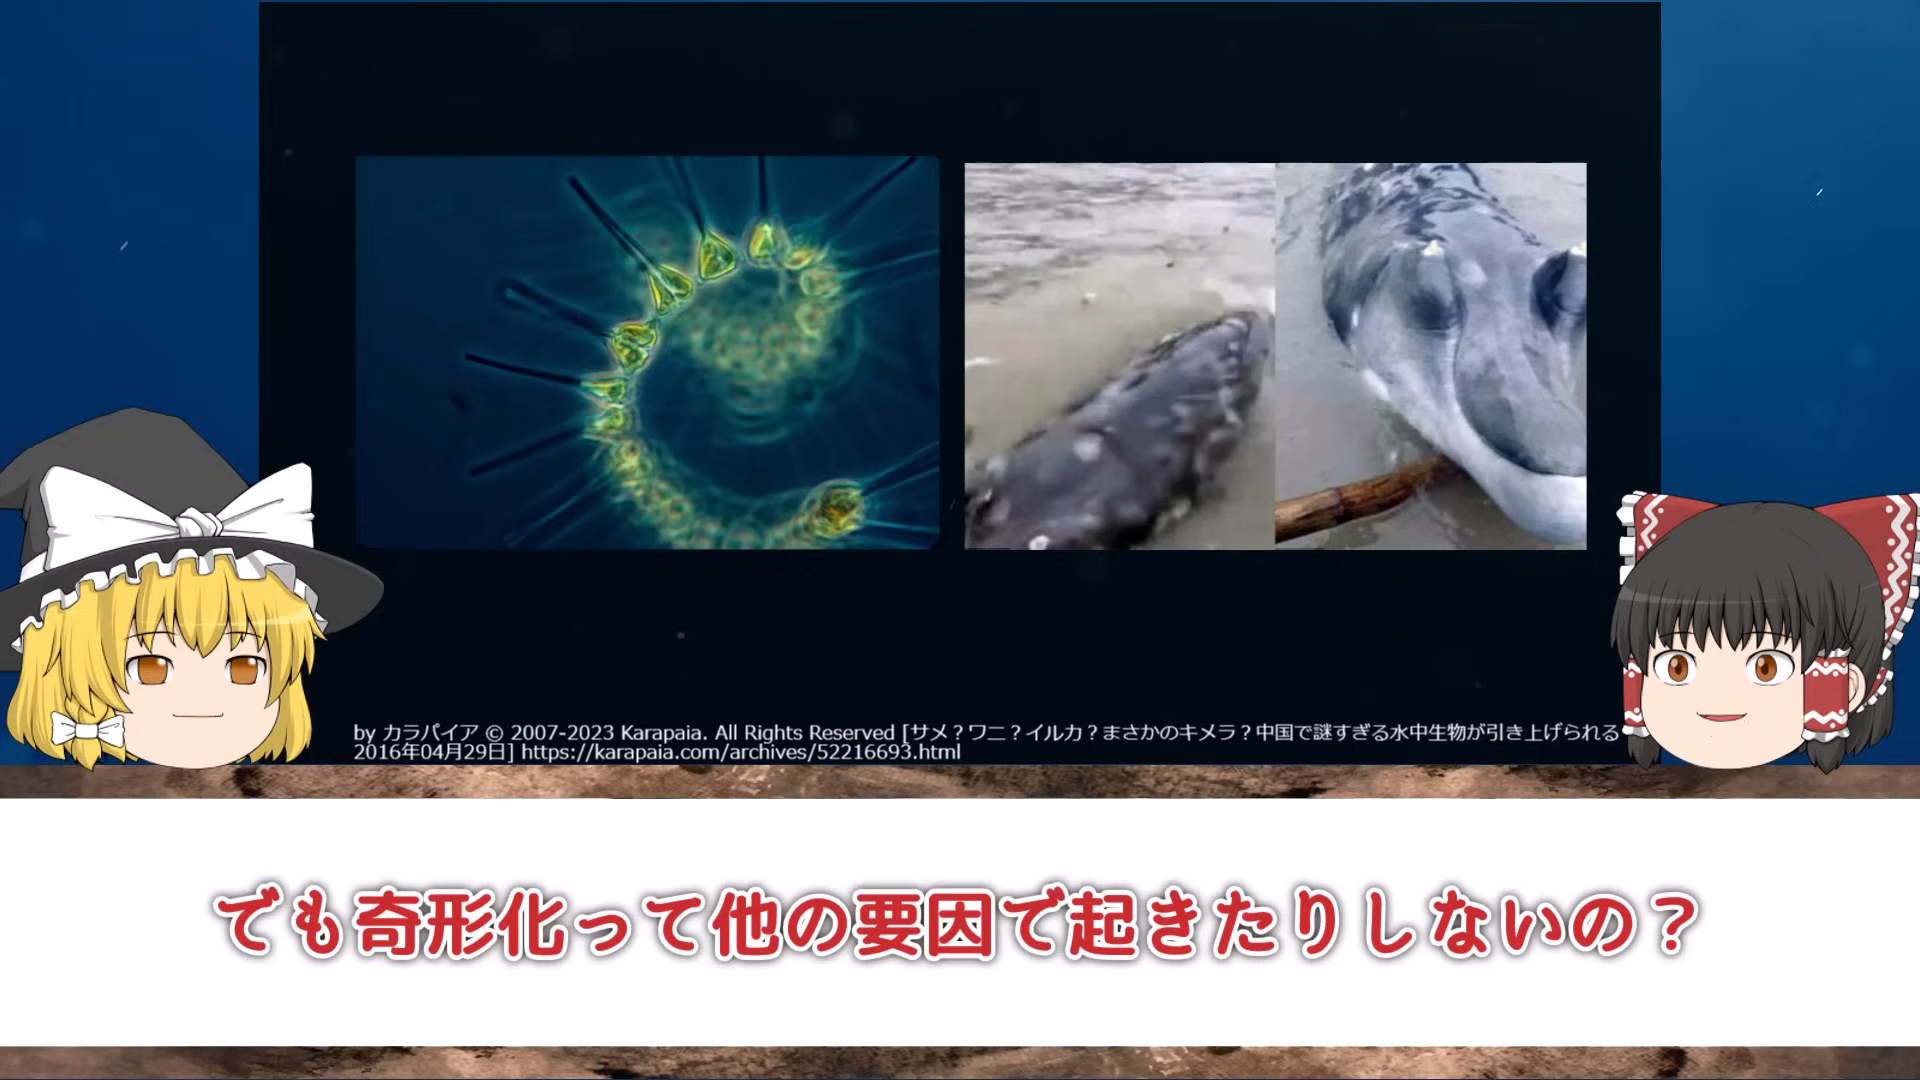 by カラパイア © 2007-2023 Karapaia. All Rights Reserved [サメ？ワニ？イルカ？まさかのキメラ？中国で謎すぎる水中生物が引き上げられる
2016年04月29日] https://karapaia.com/archives/52216693.html
でも奇形化って他の要因で起きたりしないの？